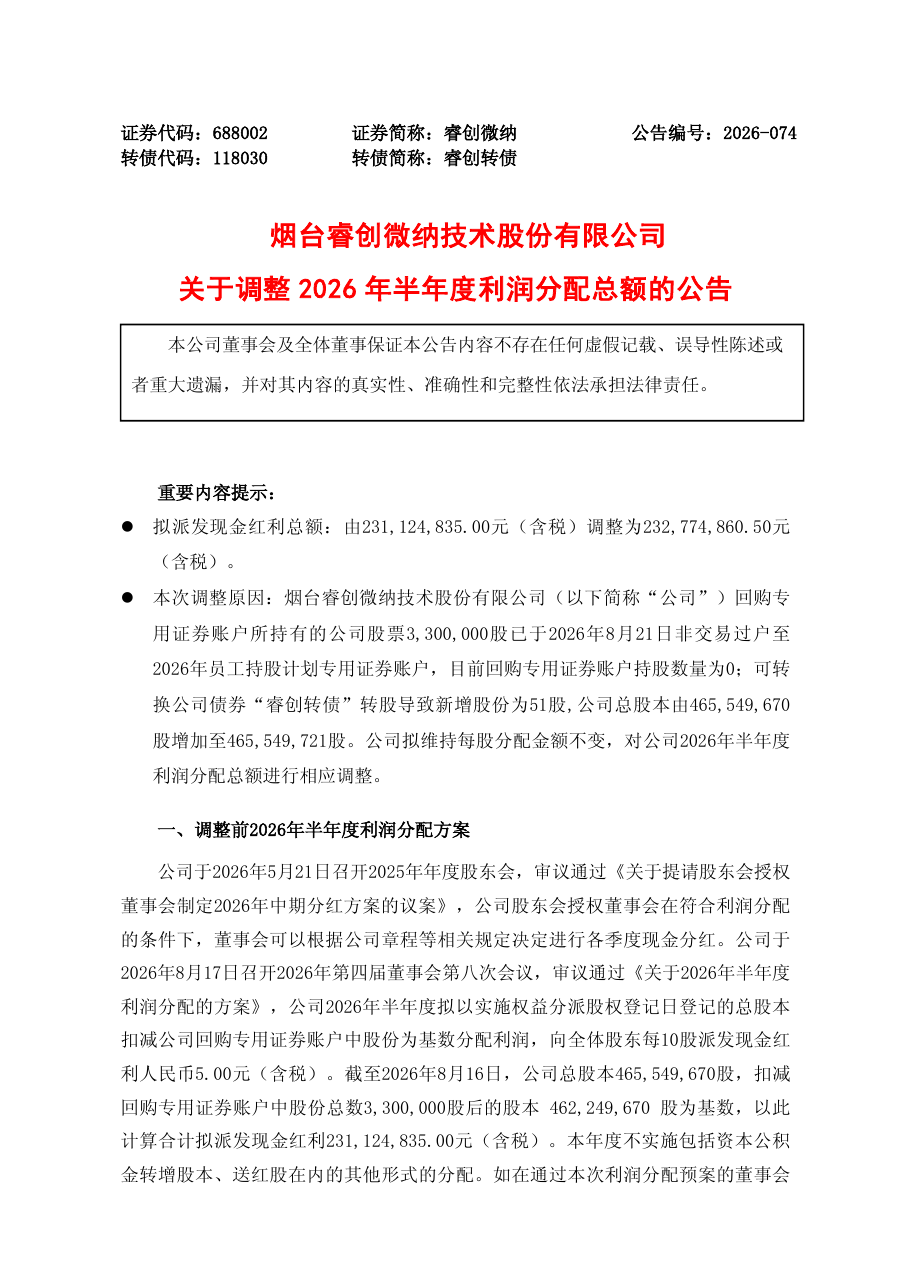 证券代码：688002 证券简称：睿创微纳 公告编号：2026-074
转债代码：118030 转债简称：睿创转债
烟台睿创微纳技术股份有限公司
关于调整 2026 年半年度利润分配总额的公告
本公司董事会及全体董事保证本公告内容不存在任何虚假记载、误导性陈述或
者重大遗漏，并对其内容的真实性、准确性和完整性依法承担法律责任。
重要内容提示：
● 拟派发现金红利总额：由231,124,835.00元（含税）调整为232,774,860.50元
（含税）。
● 本次调整原因：烟台睿创微纳技术股份有限公司（以下简称“公司”）回购专
用证券账户所持有的公司股票3,300,000股已于2026年8月21日非交易过户至
2026年员工持股计划专用证券账户，目前回购专用证券账户持股数量为0；可转
换公司债券“睿创转债”转股导致新增股份为51股,公司总股本由465,549,670
股增加至465,549,721股。公司拟维持每股分配金额不变，对公司2026年半年度
利润分配总额进行相应调整。
一、调整前2026年半年度利润分配方案
公司于2026年5月21日召开2025年年度股东会，审议通过《关于提请股东会授权
董事会制定2026年中期分红方案的议案》，公司股东会授权董事会在符合利润分配
的条件下，董事会可以根据公司章程等相关规定决定进行各季度现金分红。公司于
2026年8月17日召开2026年第四届董事会第八次会议，审议通过《关于2026年半年度
利润分配的方案》，公司2026年半年度拟以实施权益分派股权登记日登记的总股本
扣减公司回购专用证券账户中股份为基数分配利润，向全体股东每10股派发现金红
利人民币5.00元（含税）。截至2026年8月16日，公司总股本465,549,670股，扣减
回购专用证券账户中股份总数3,300,000股后的股本 462,249,670 股为基数，以此
计算合计拟派发现金红利231,124,835.00元（含税）。本年度不实施包括资本公积
金转增股本、送红股在内的其他形式的分配。如在通过本次利润分配预案的董事会